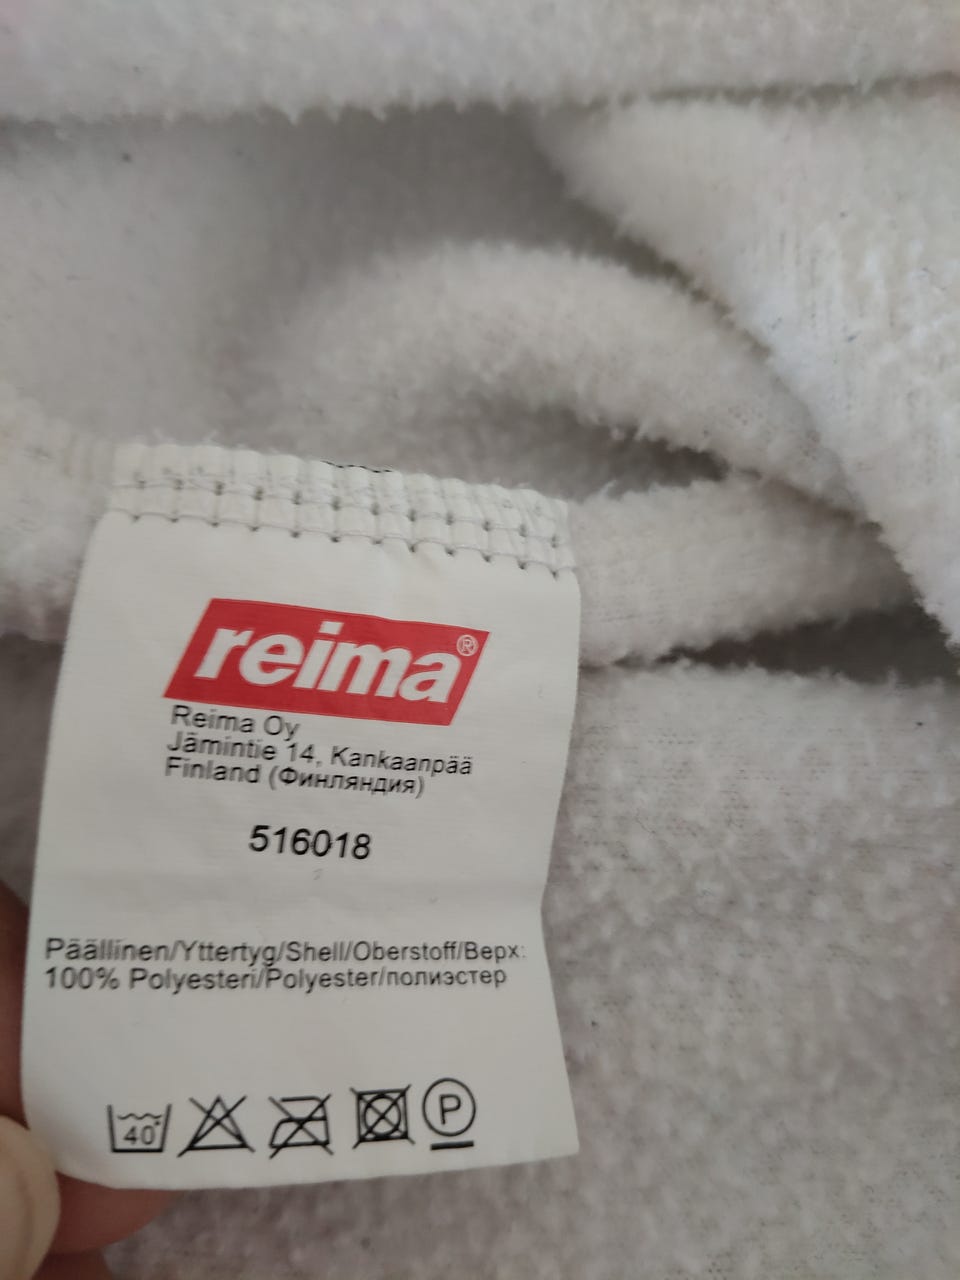 reima®
Reima Oy
Jämintie 14, Kankaanpää
Finland (Финляндия)
516018
Päällinen/Yttertyg/Shell/Oberstoff/Верх:
100% Polyesteri/Polyester/полиэстер
40 P